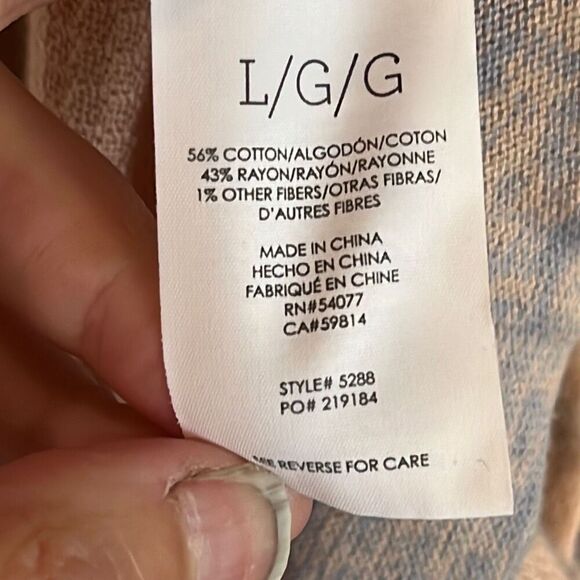 L/G/G
56% COTTON/ALGODÓN/COTON
43% RAYON/RAYÓN/RAYONNE
1% OTHER FIBERS/OTRAS FIBRAS/
D'AUTRES FIBRES
MADE IN CHINA
HECHO EN CHINA
FABRIQUÉ EN CHINE
RN#54077
CA#59814
STYLE# 5288
PO# 219184
SEE REVERSE FOR CARE